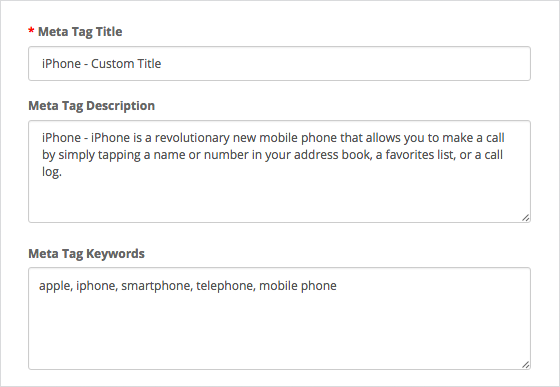 * Meta Tag Title
iPhone - Custom Title
Meta Tag Description
iPhone - iPhone is a revolutionary new mobile phone that allows you to make a call
by simply tapping a name or number in your address book, a favorites list, or a call
log.
Meta Tag Keywords
apple, iphone, smartphone, telephone, mobile phone